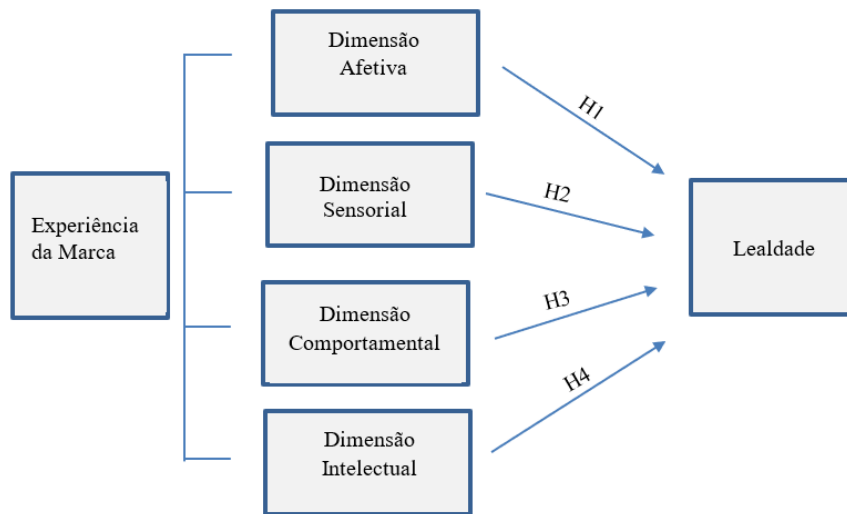 Experiência
da Marca
Dimensão
Afetiva
Dimensão
Sensorial
Dimensão
Comportamental
Dimensão
Intelectual
H1
H2
H3
H4
Lealdade